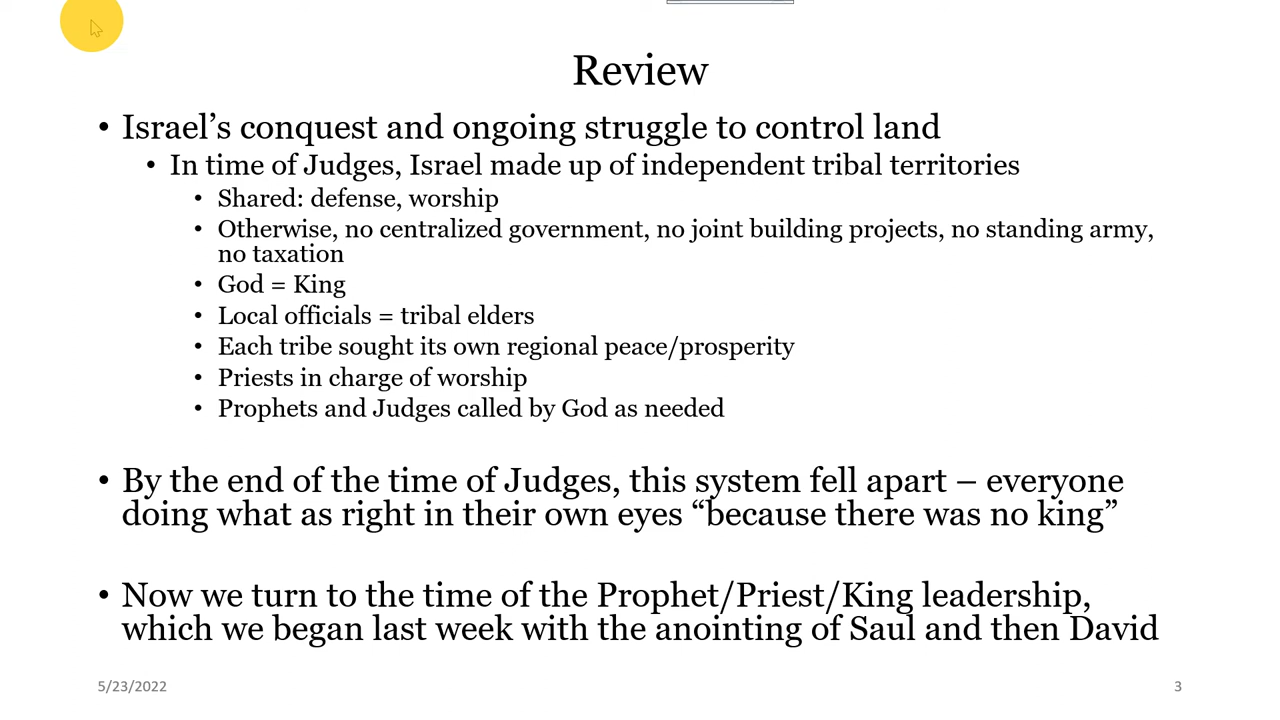 Review
• Israel’s conquest and ongoing struggle to control land
• In time of Judges, Israel made up of independent tribal territories
• Shared: defense, worship
• Otherwise, no centralized government, no joint building projects, no standing army,
no taxation
• God = King
• Local officials = tribal elders
• Each tribe sought its own regional peace/prosperity
• Priests in charge of worship
• Prophets and Judges called by God as needed
• By the end of the time of Judges, this system fell apart – everyone
doing what as right in their own eyes “because there was no king”
• Now we turn to the time of the Prophet/Priest/King leadership,
which we began last week with the anointing of Saul and then David
5/23/2022
3